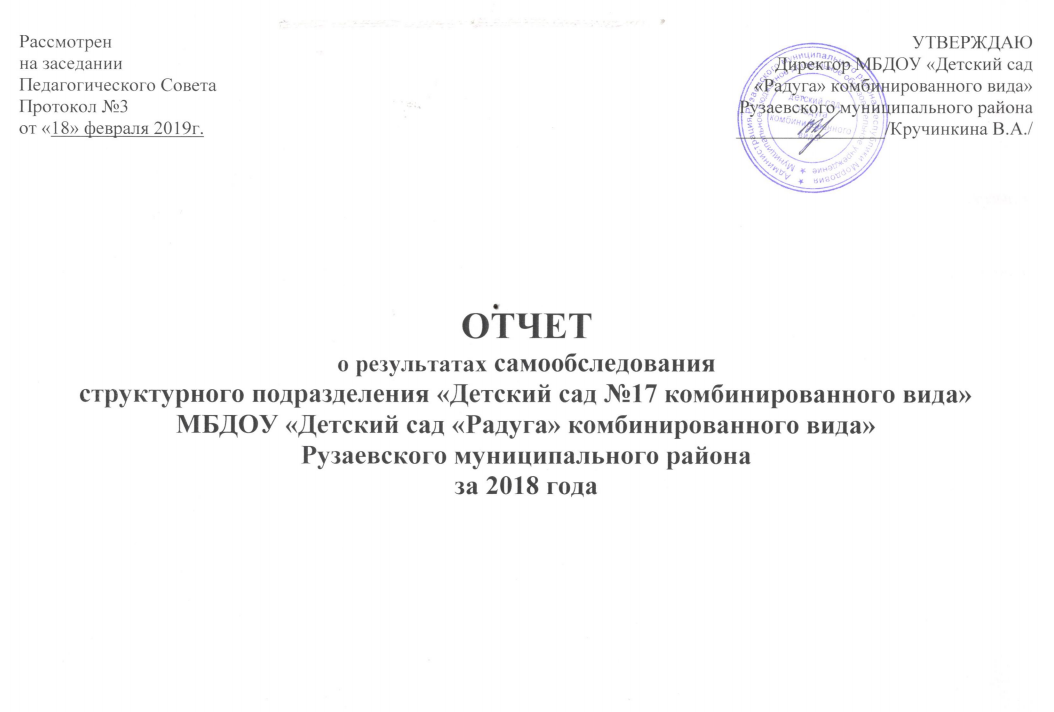 Рассмотрен
на заседании
Педагогического Совета
Протокол №3
от «18» февраля 2019г.
УТВЕРЖДАЮ
Директор МБДОУ «Детский сад
«Радуга» комбинированного вида»
Рузаевского муниципального района
/Кручинкина В.А./
ОТЧЕТ
о результатах самообследования
структурного подразделения «Детский сад №17 комбинированного вида»
МБДОУ «Детский сад «Радуга» комбинированного вида»
Рузаевского муниципального района
за 2018 года